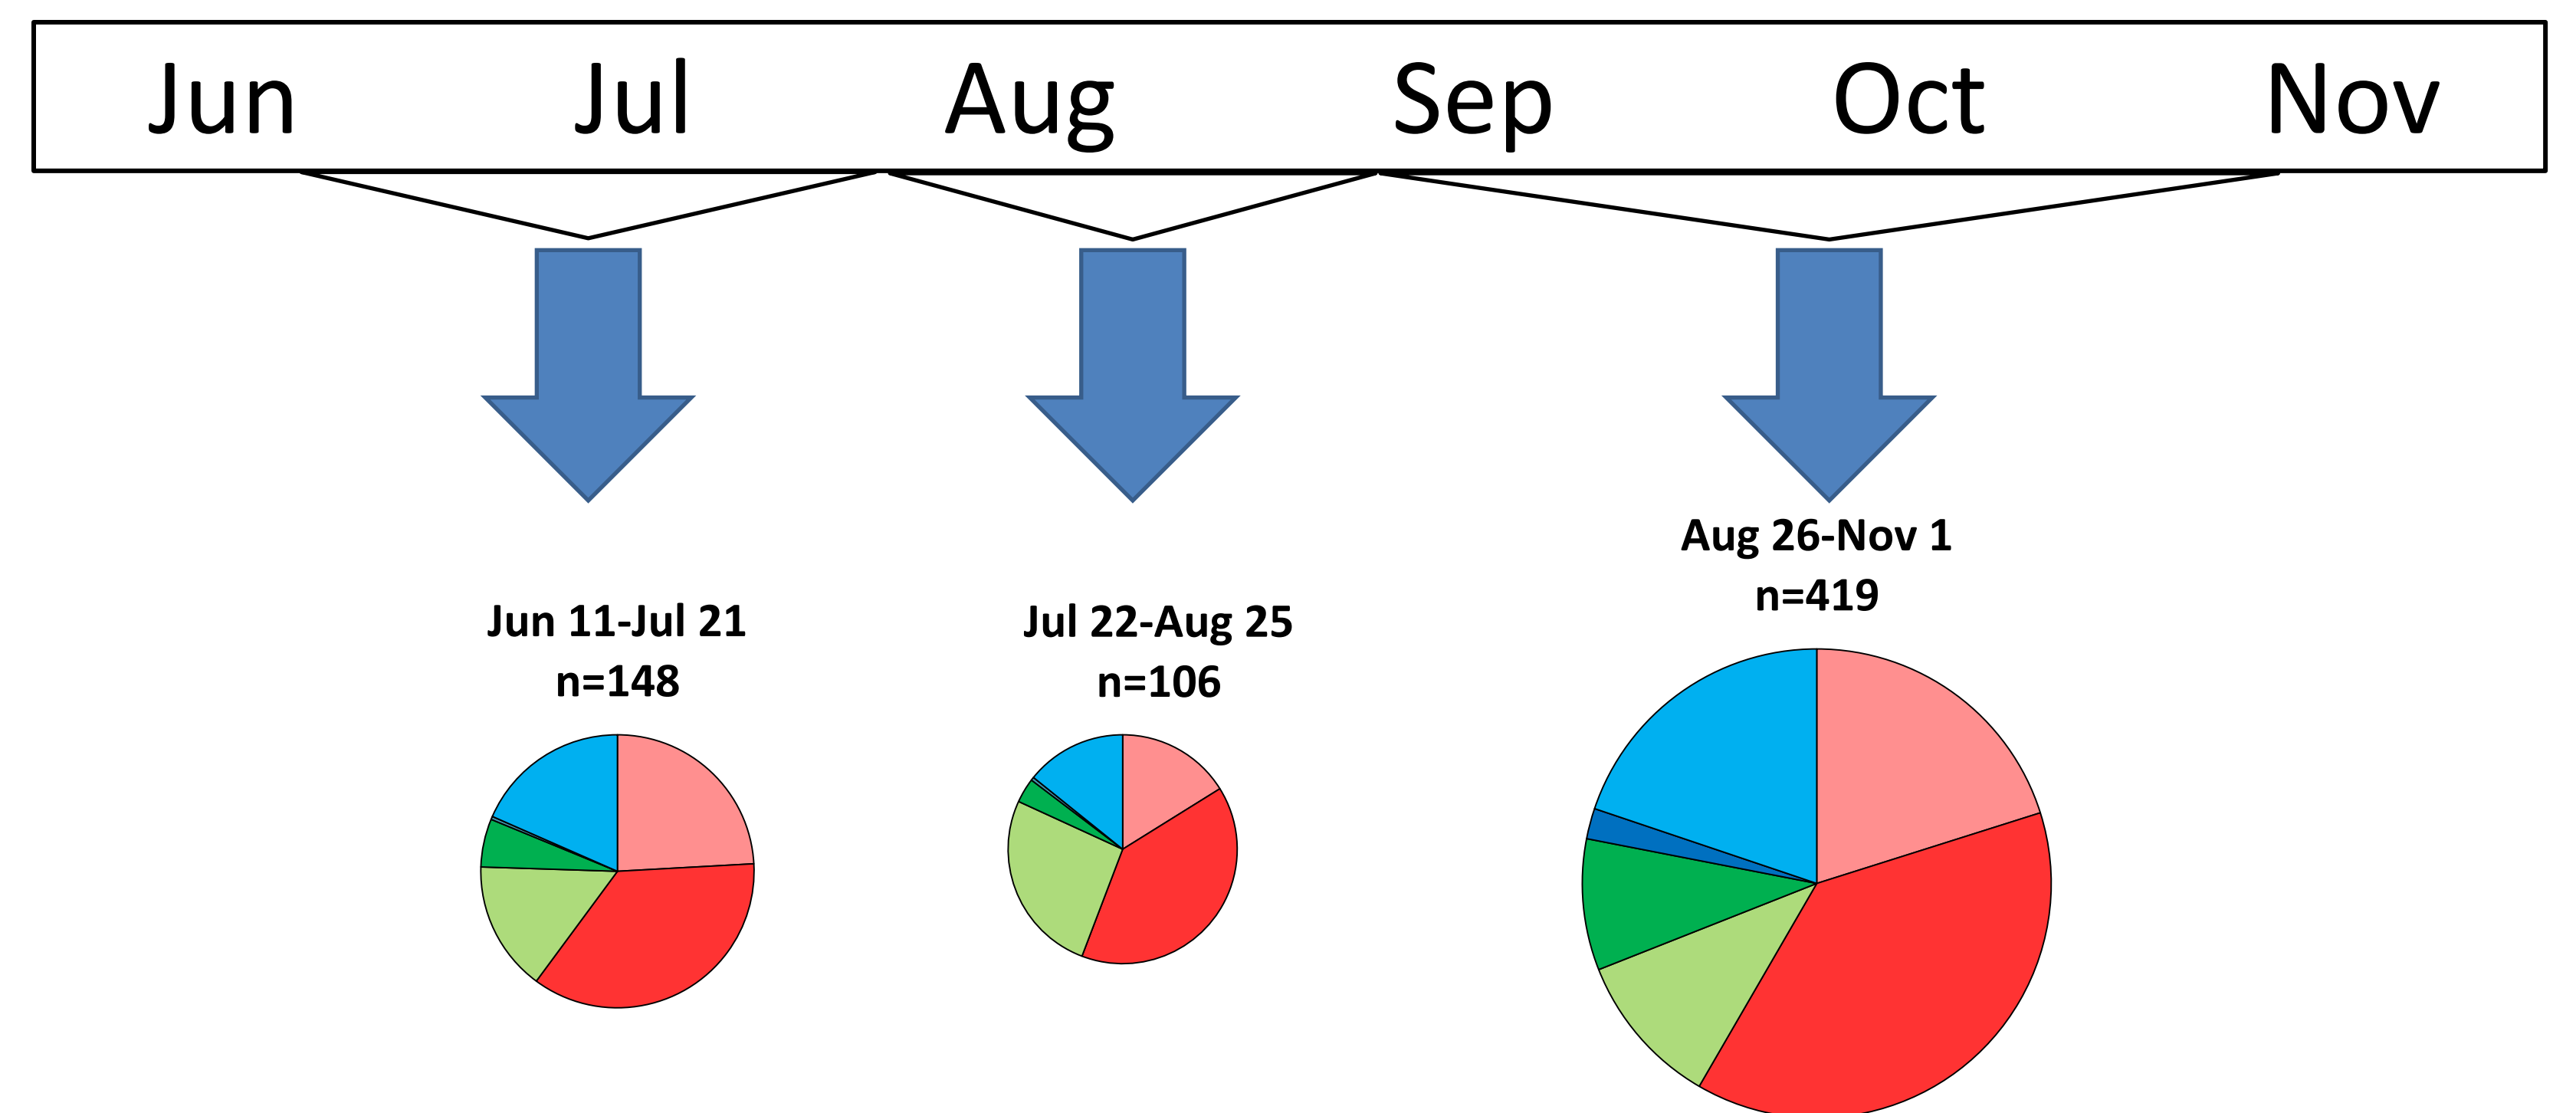 Jun Jul Aug Sep Oct Nov
Jun 11-Jul 21
n=148
Jul 22-Aug 25
n=106
Aug 26-Nov 1
n=419